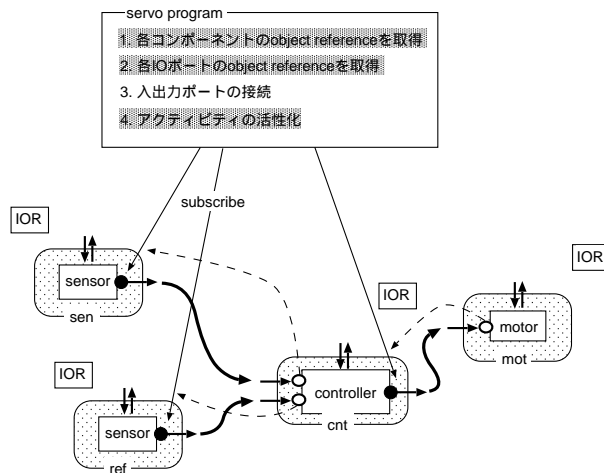 servo program
1. 各コンポーネントのobject referenceを取得
2. 各IOポートのobject referenceを取得
3. 入出力ポートの接続
4. アクティビティの活性化
subscribe
IOR
IOR
sensor
sen
IOR
motor
mot
IOR
controller
cnt
sensor
ref